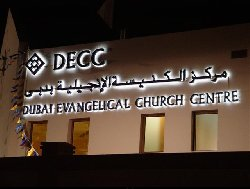 DECC
مركز الكنيسة الإنجيلية بدبي
DUBAI EVANGELICAL CHURCH CENTRE